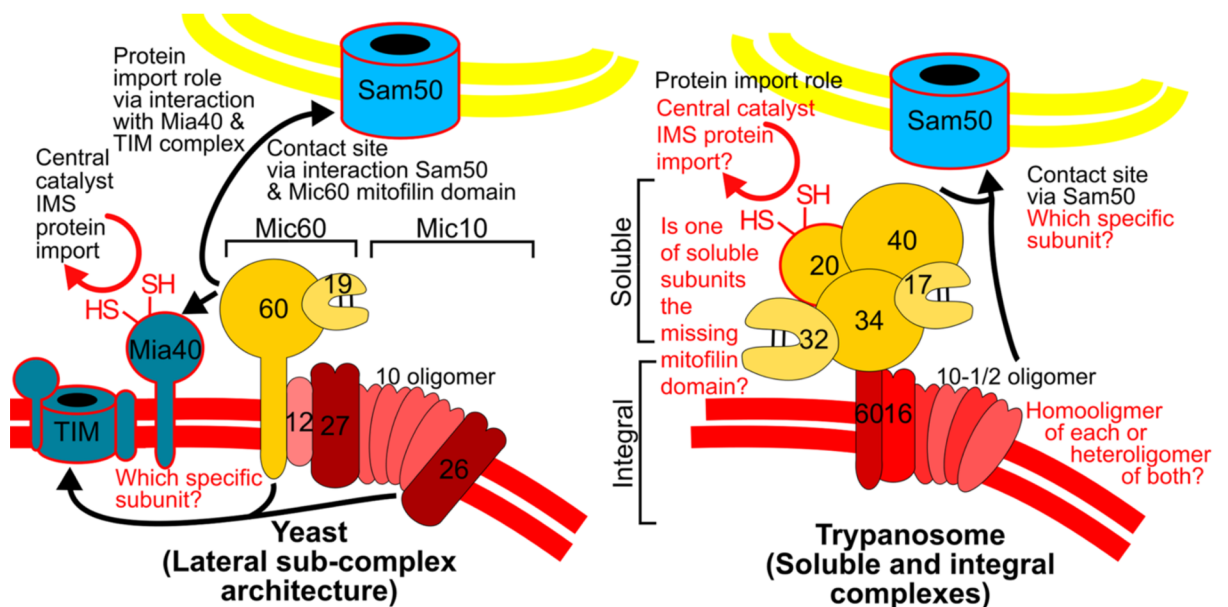 Protein
import role
via interaction
with Mia40 &
TIM complex
Sam50
Central
catalyst
IMS
protein
import
Contact site
via interaction Sam50
& Mic60 mitofilin domain
Mic60
Mic10
SH
HS
19
60
Mia40
10 oligomer
TIM
12
27
26
Which specific
subunit?
Yeast
(Lateral sub-complex
architecture)
Protein import role
Central catalyst
IMS protein
import?
Sam50
Contact site
via Sam50
Which specific
subunit?
Soluble
SH
HS
Is one
of soluble
subunits
the
missing
mitofilin
domain?
40
20
17
34
32
Integral
10-1/2 oligomer
60
16
Homooligmer
of each or
heteroligomer
of both?
Trypanosome
(Soluble and integral
complexes)